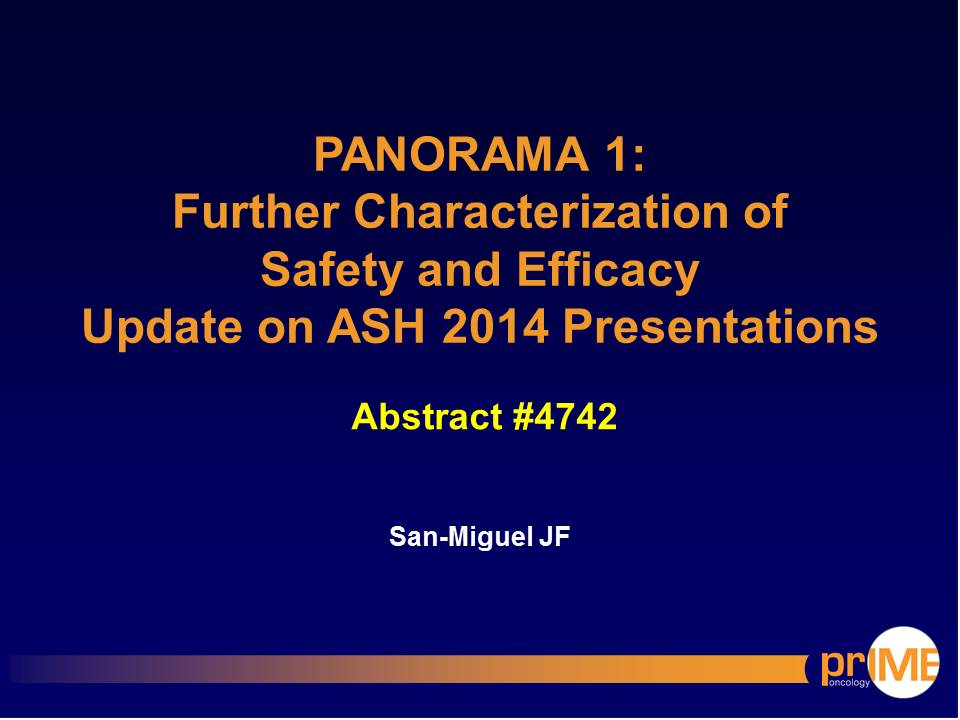 PANORAMA 1:
Further Characterization of
Safety and Efficacy
Update on ASH 2014 Presentations
Abstract #4742
San-Miguel JF
prIME
oncology